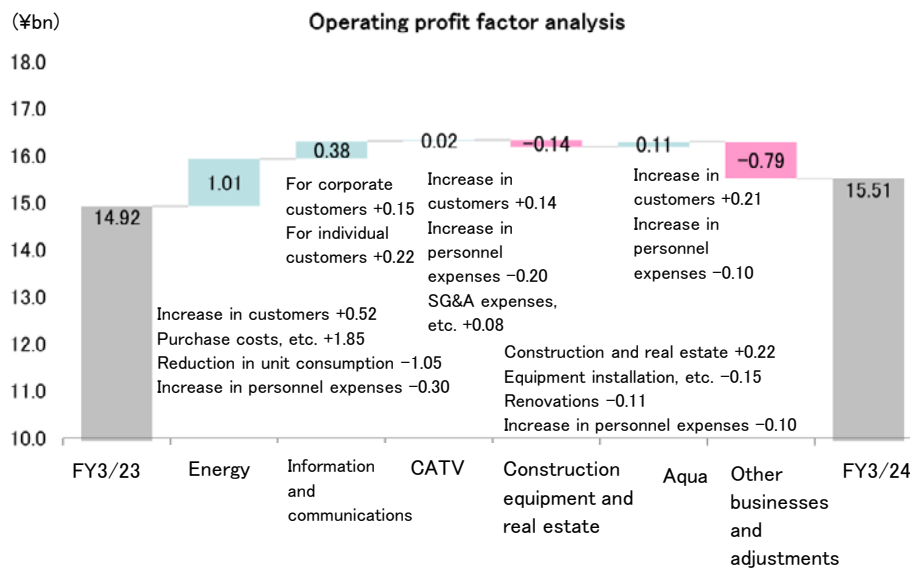 (¥bn)
Operating profit factor analysis
18.0
17.0
16.0
15.0
14.0
13.0
12.0
11.0
10.0
14.92
1.01
0.38
0.02
−0.14
0.11
−0.79
15.51
Increase in customers +0.52
Purchase costs, etc. +1.85
Reduction in unit consumption −1.05
Increase in personnel expenses −0.30
For corporate
customers +0.15
For individual
customers +0.22
Increase in
customers +0.14
Increase in
personnel
expenses −0.20
SG&A expenses,
etc. +0.08
Construction and real estate +0.22
Equipment installation, etc. −0.15
Renovations −0.11
Increase in personnel expenses −0.10
Increase in
customers +0.21
Increase in
personnel
expenses −0.10
FY3/23
Energy
Information
and
communications
CATV
Construction
equipment and
real estate
Aqua
Other
businesses
and
adjustments
FY3/24